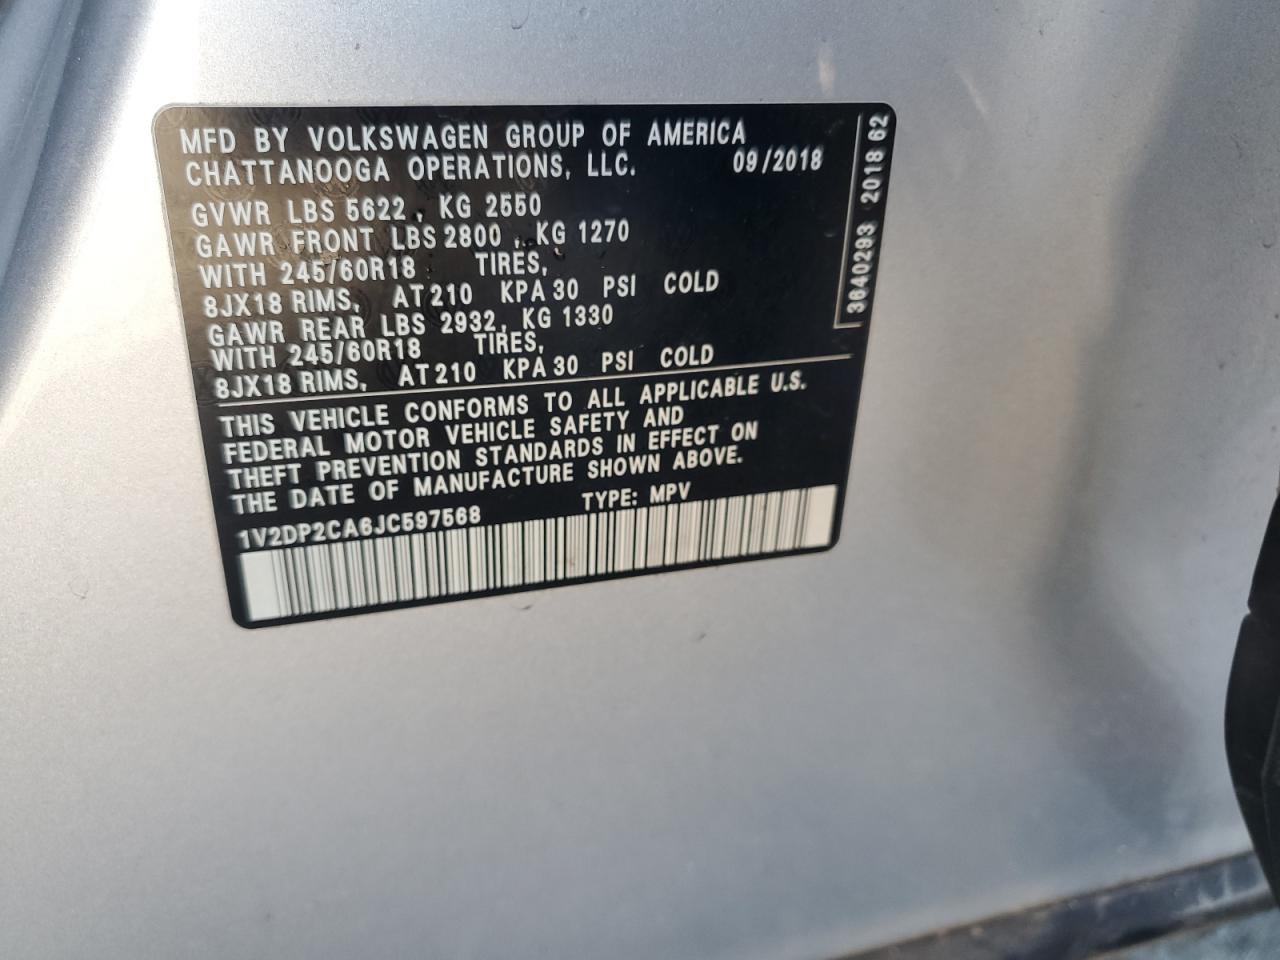 MFD BY VOLKSWAGEN GROUP OF AMERICA
CHATTANOOGA OPERATIONS, LLC. 09/2018
GVWR LBS 5622, KG 2550
GAWR FRONT LBS 2800, KG 1270
WITH 245/60R18 TIRES,
8JX18 RIMS, AT 210 KPA 30 PSI COLD
GAWR REAR LBS 2932, KG 1330
WITH 245/60R18 TIRES,
8JX18 RIMS, AT 210 KPA 30 PSI COLD
THIS VEHICLE CONFORMS TO ALL APPLICABLE U.S.
FEDERAL MOTOR VEHICLE SAFETY AND
THEFT PREVENTION STANDARDS IN EFFECT ON
THE DATE OF MANUFACTURE SHOWN ABOVE.
1V2DP2CA6JC597568 TYPE: MPV
3640293 2018 62